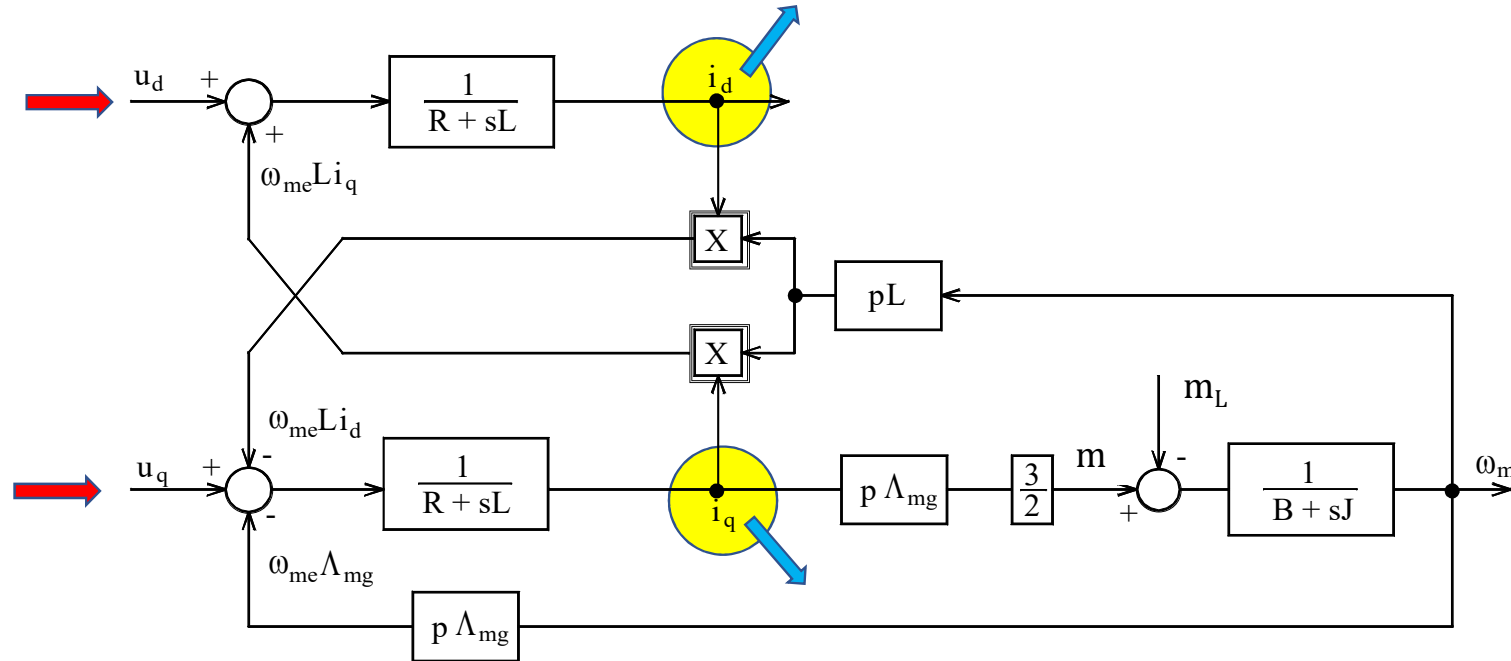 u_d + 1 i_d
R + sL
+
ω_me L i_q
X
pL
X
m_L
ω_me L i_d
-
u_q + 1 i_q p Λ_mg 3 m - 1 ω_m
R + sL 2 + B + sJ
-
ω_me Λ_mg
p Λ_mg